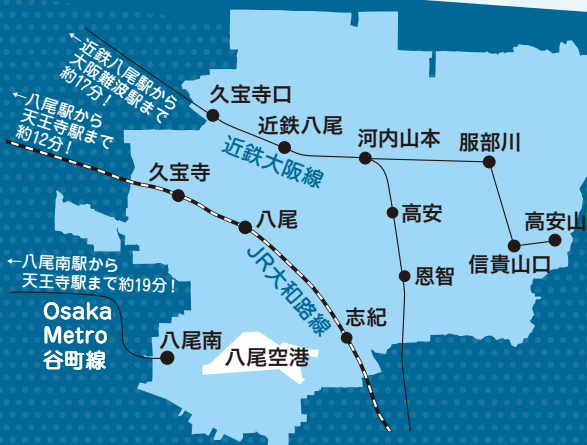 ←近鉄八尾駅から
大阪難波駅まで
約17分!
←八尾駅から
天王寺駅まで
約12分!
久宝寺口
近鉄八尾
河内山本
服部川
近鉄大阪線
久宝寺
八尾
高安
高安山
信貴山口
恩智
JR大和路線
←八尾南駅から
天王寺駅まで約19分!
志紀
Osaka
Metro
谷町線
八尾南
八尾空港